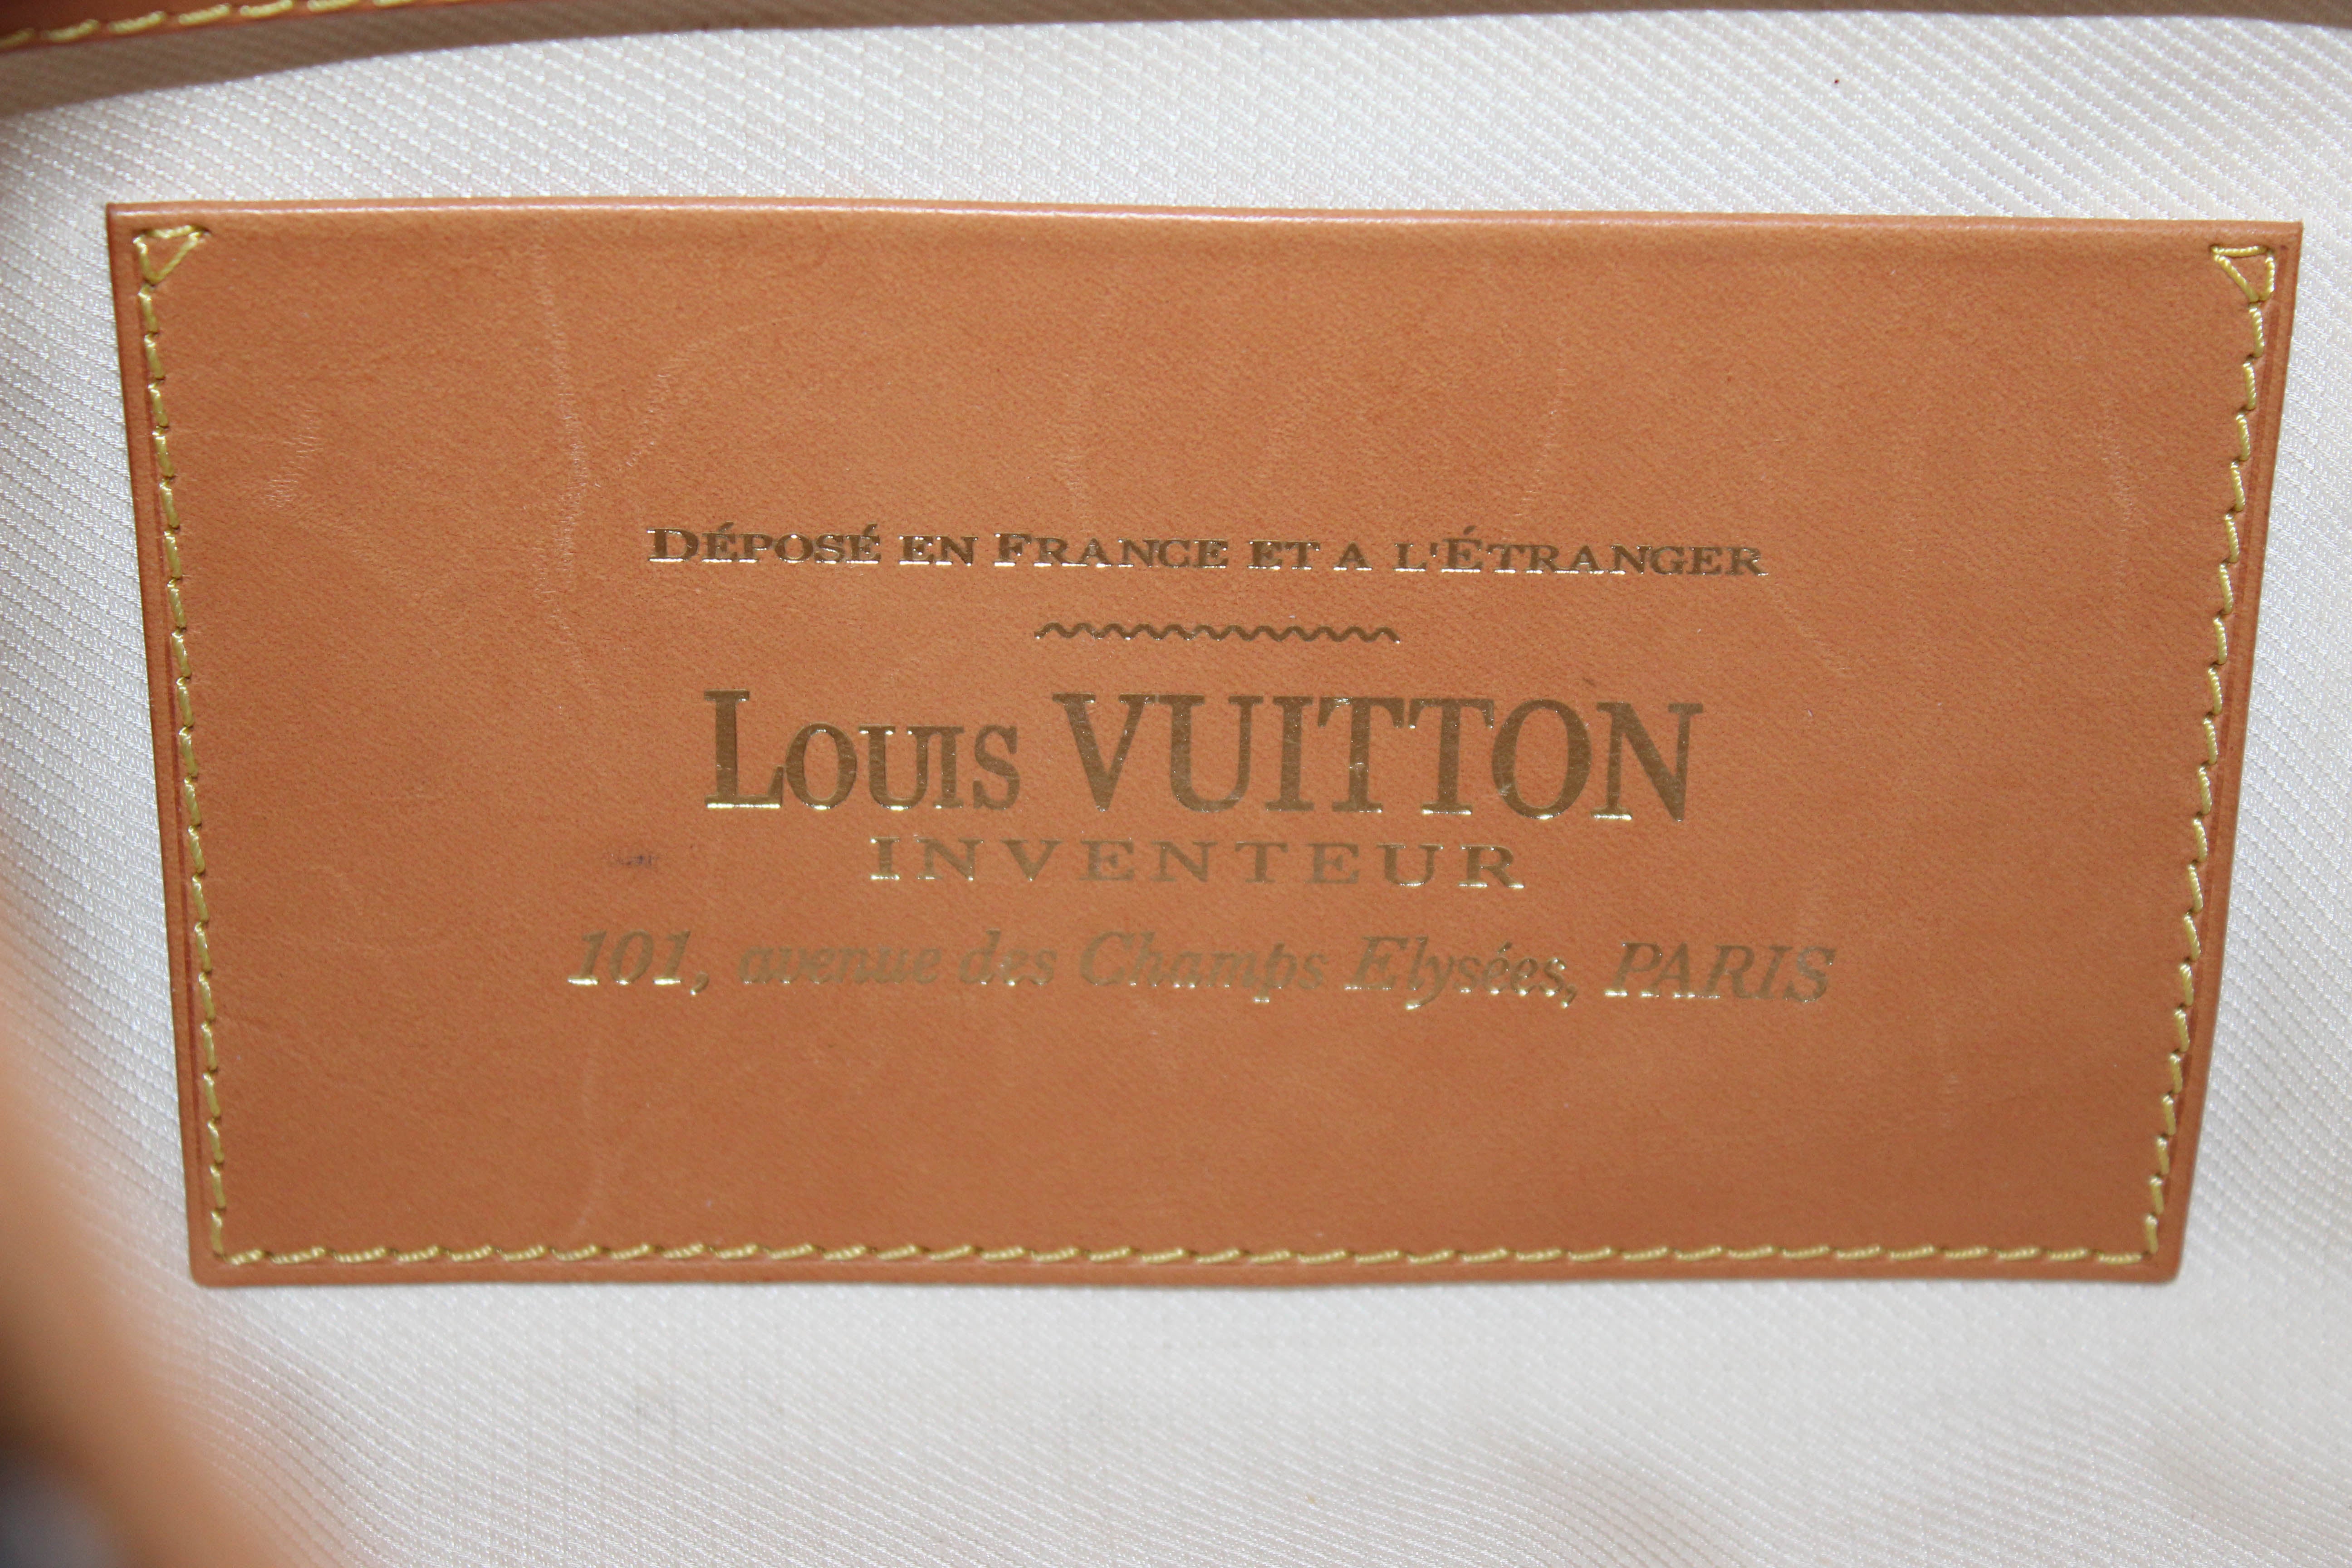 DÉPOSÉ EN FRANCE ET A L'ÉTRANGER
LOUIS VUITTON
INVENTEUR
101, avenue des Champs Elysées, PARIS